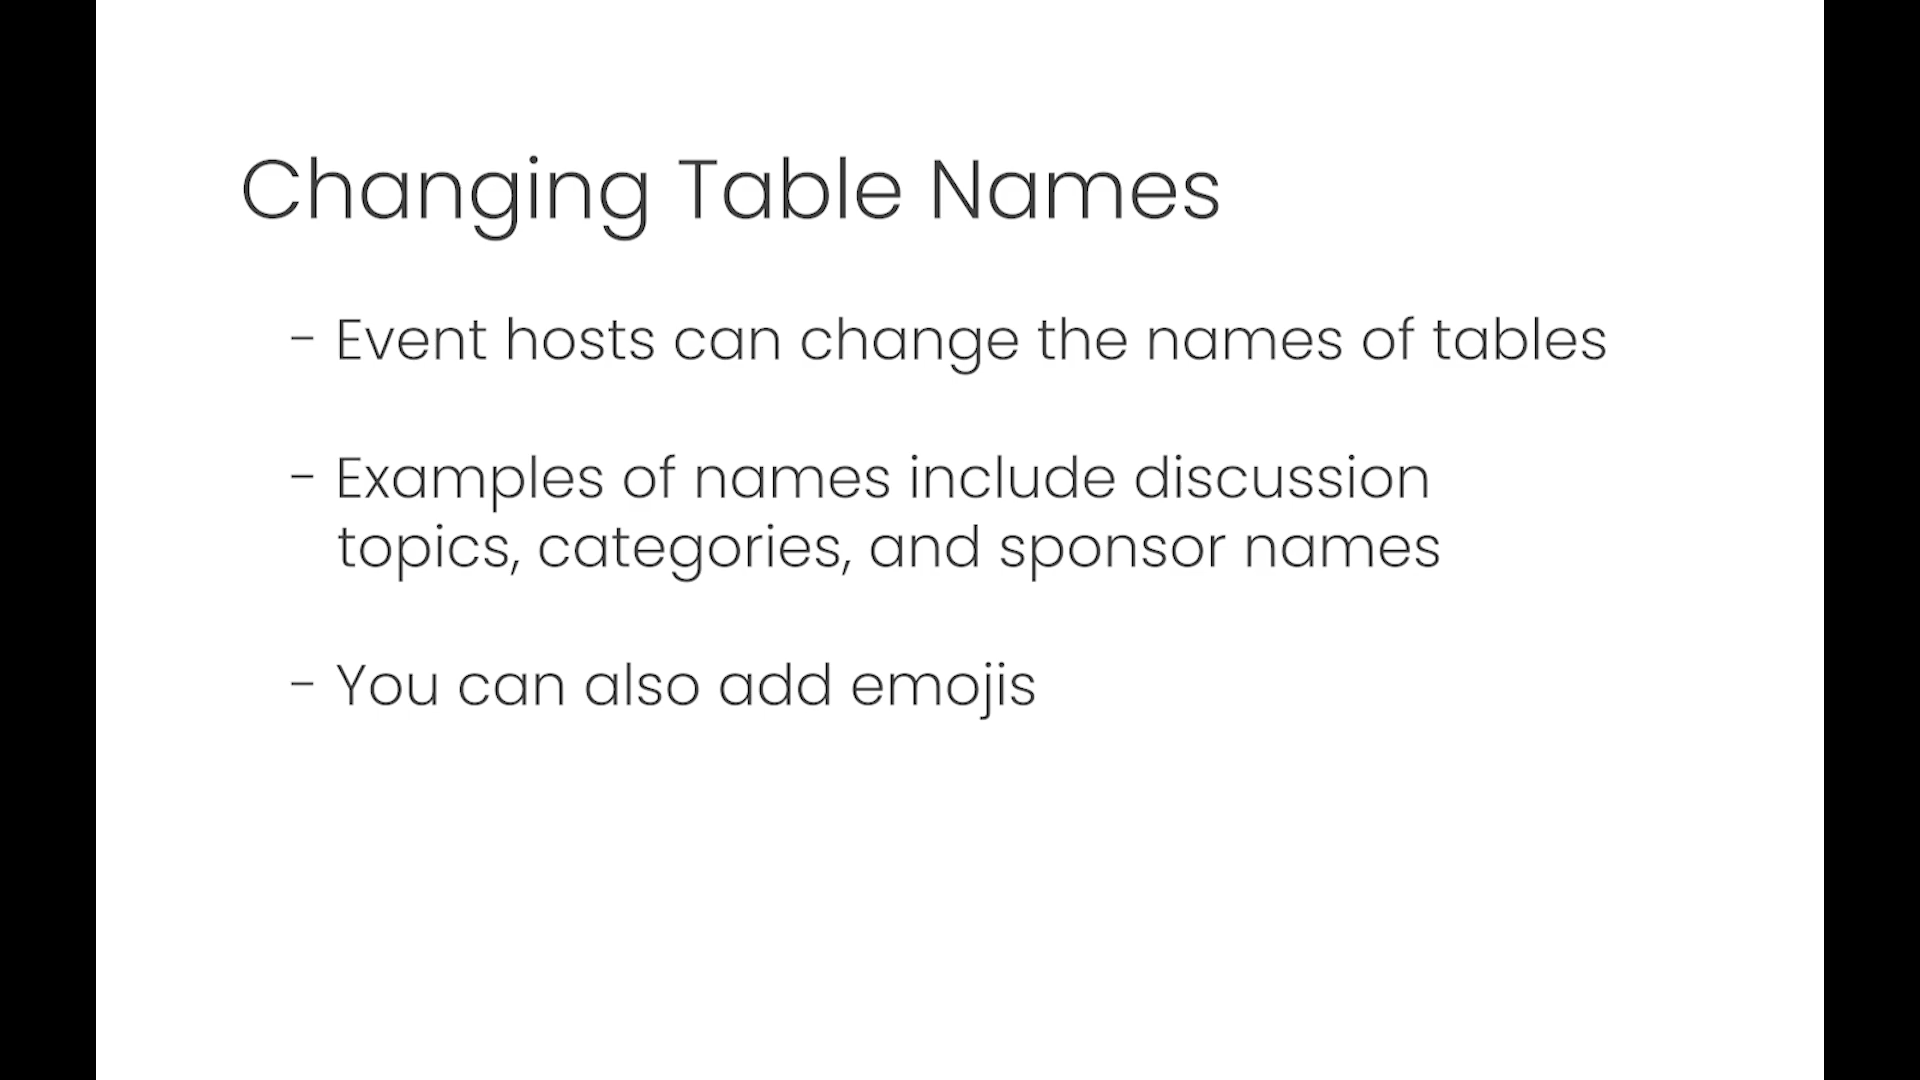 Changing Table Names
- Event hosts can change the names of tables
- Examples of names include discussion
topics, categories, and sponsor names
- You can also add emojis